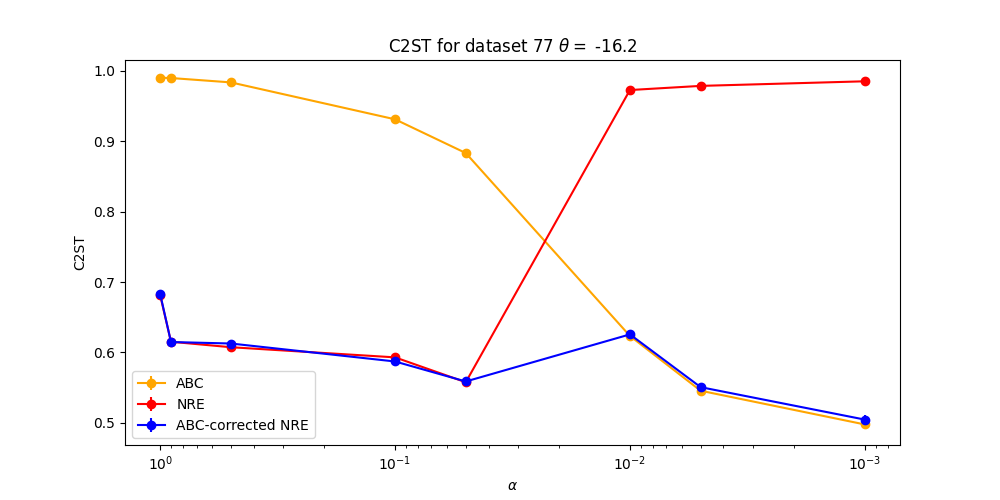 C2ST for dataset 77 θ = -16.2
C2ST
1.0
0.9
0.8
0.7
0.6
0.5
ABC
NRE
ABC-corrected NRE
10⁰
10⁻¹
10⁻²
10⁻³
α